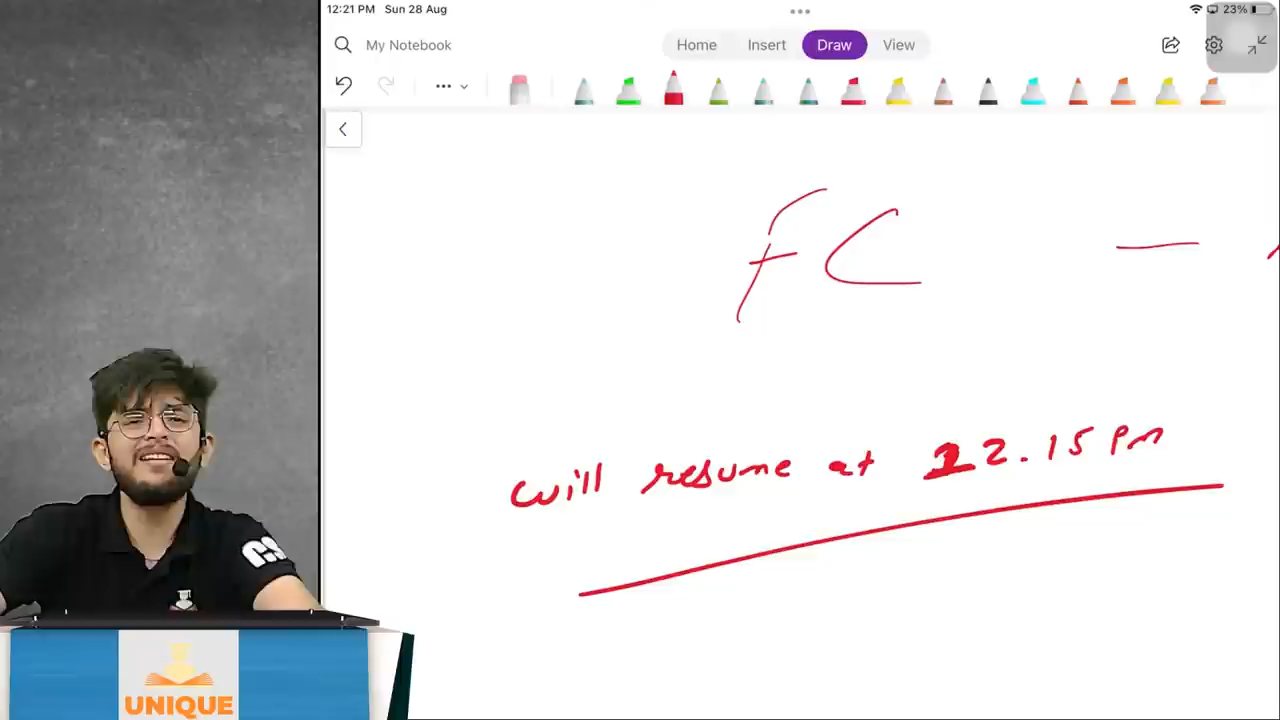 12:21 PM Sun 28 Aug
23%
My Notebook
Home Insert Draw View
FC —
will resume at 12.15 Pm
CS
UNIQUE